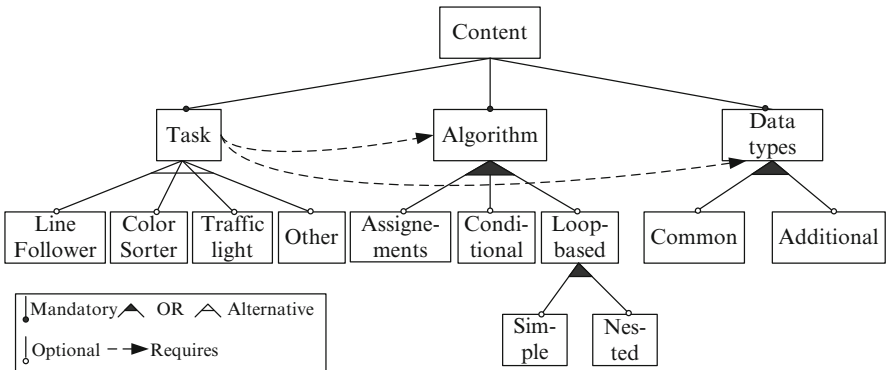 Content
Task
Algorithm
Data
types
Line
Follower
Color
Sorter
Traffic
light
Other
Assigne-
ments
Condi-
tional
Loop-
based
Common
Additional
Sim-
ple
Nes-
ted
Mandatory OR Alternative
Optional Requires